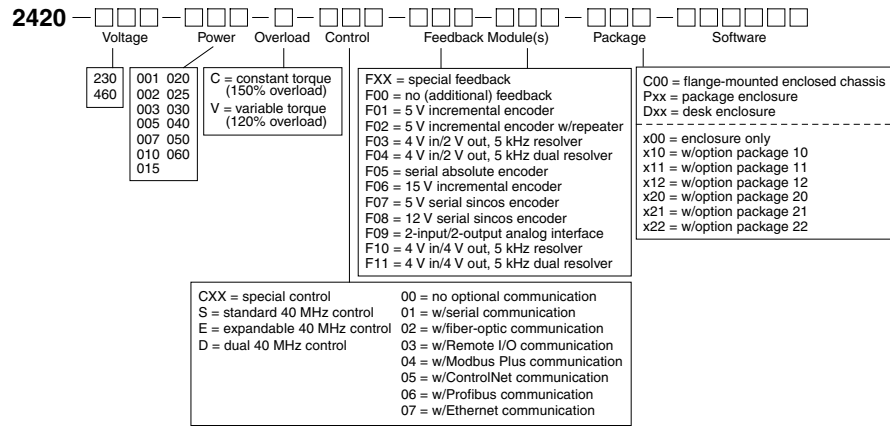 2420 — — — — — — — —
Voltage Power Overload Control Feedback Module(s) Package Software
230
460
001 020
002 025
003 030
005 040
007 050
010 060
015
C = constant torque
(150% overload)
V = variable torque
(120% overload)
FXX = special feedback
F00 = no (additional) feedback
F01 = 5 V incremental encoder
F02 = 5 V incremental encoder w/repeater
F03 = 4 V in/2 V out, 5 kHz resolver
F04 = 4 V in/2 V out, 5 kHz dual resolver
F05 = serial absolute encoder
F06 = 15 V incremental encoder
F07 = 5 V serial sincos encoder
F08 = 12 V serial sincos encoder
F09 = 2-input/2-output analog interface
F10 = 4 V in/4 V out, 5 kHz resolver
F11 = 4 V in/4 V out, 5 kHz dual resolver
C00 = flange-mounted enclosed chassis
Pxx = package enclosure
Dxx = desk enclosure
x00 = enclosure only
x10 = w/option package 10
x11 = w/option package 11
x12 = w/option package 12
x20 = w/option package 20
x21 = w/option package 21
x22 = w/option package 22
CXX = special control
S = standard 40 MHz control
E = expandable 40 MHz control
D = dual 40 MHz control
00 = no optional communication
01 = w/serial communication
02 = w/fiber-optic communication
03 = w/Remote I/O communication
04 = w/Modbus Plus communication
05 = w/ControlNet communication
06 = w/Profibus communication
07 = w/Ethernet communication